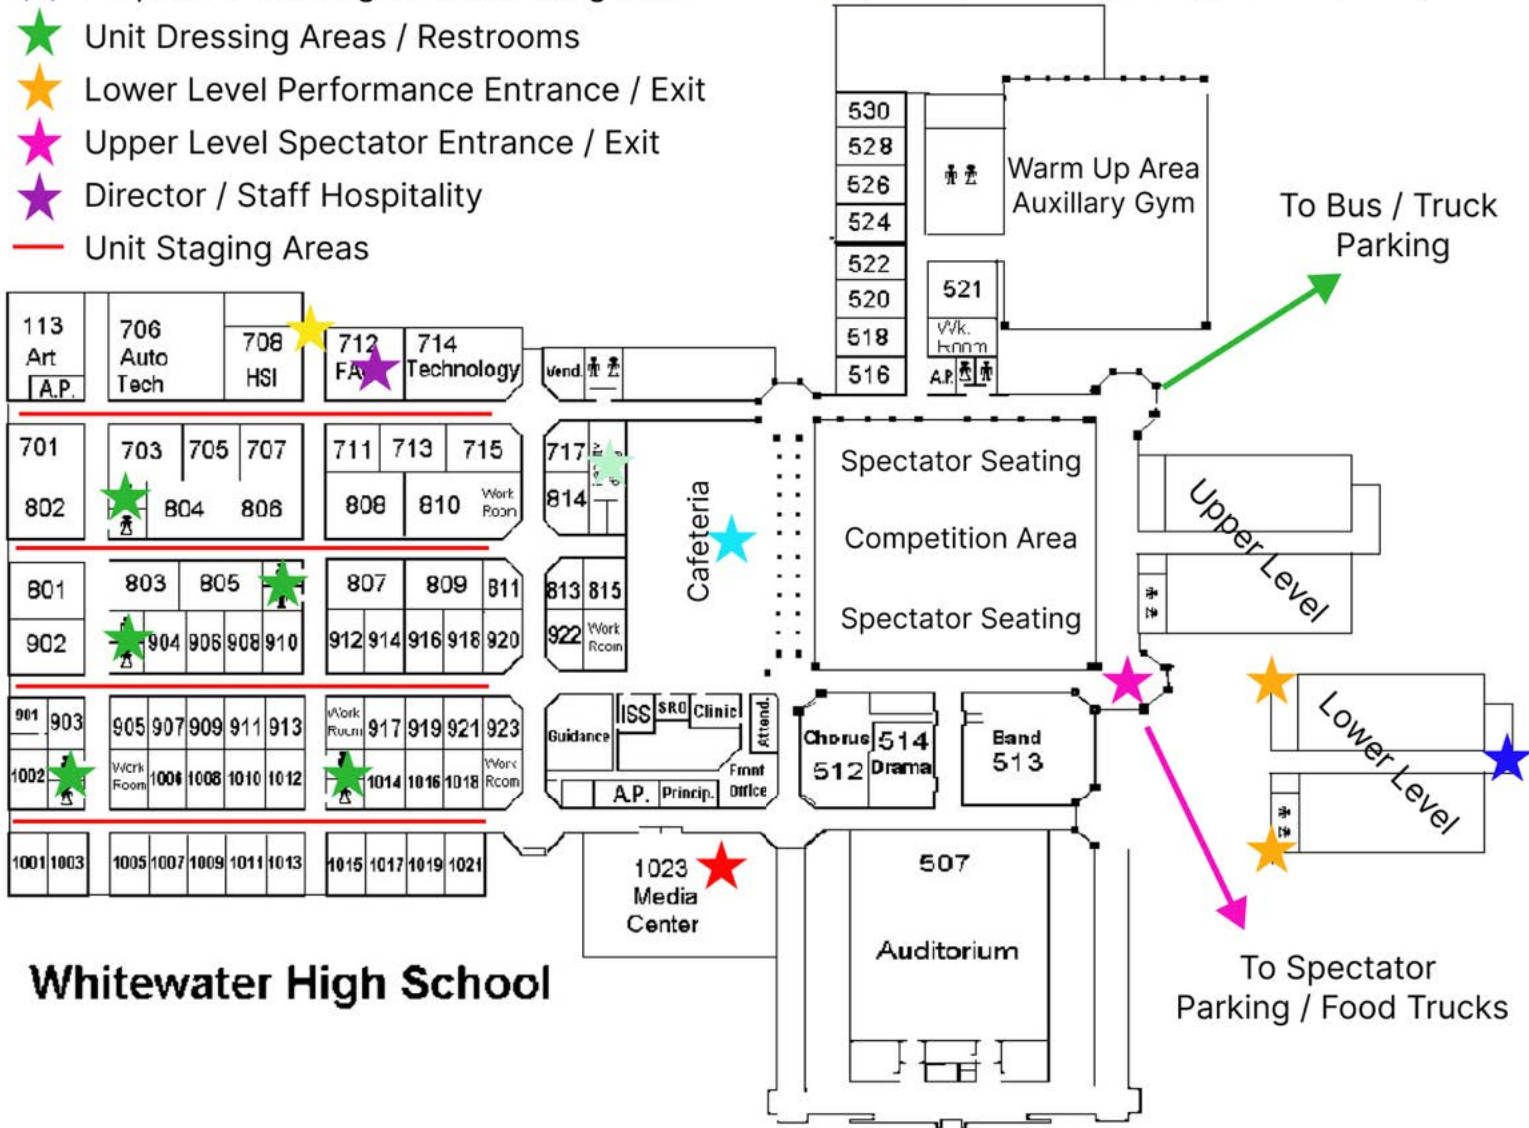 Unit Dressing Areas / Restrooms
Lower Level Performance Entrance / Exit
Upper Level Spectator Entrance / Exit
Director / Staff Hospitality
Unit Staging Areas
530
528
526
524
522
520
518
516
Warm Up Area
Auxillary Gym
521
Wk.
Room
A.P.
To Bus / Truck
Parking
113
Art
A.P.
706
Auto
Tech
708
HSI
712
714
Technology
Vend.
701
703
705
707
711
713
715
717
802
804
806
808
810
Work
Room
814
Cafeteria
Spectator Seating
Competition Area
Spectator Seating
Upper Level
801
803
805
807
809
811
813
815
902
904
906
908
910
912
914
916
918
920
922
Work
Room
901
903
905
907
909
911
913
Work
Room
917
919
921
923
1002
Work
Room
1006
1008
1010
1012
1014
1016
1018
Work
Room
Guidance
ISS
SRO
Clinic
Attend.
Front
Office
A.P.
Princip.
Chorus
512
514
Drama
Band
513
Lower Level
1001
1003
1005
1007
1009
1011
1013
1015
1017
1019
1021
1023
Media
Center
507
Auditorium
Whitewater High School
To Spectator
Parking / Food Trucks